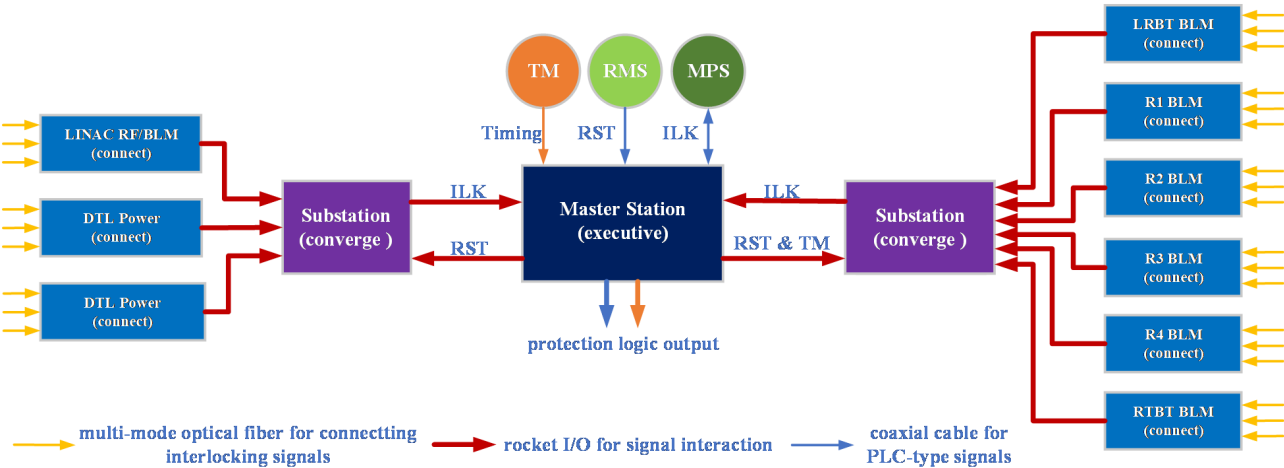 TM
RMS
MPS
Timing
RST
ILK
LINAC RF/BLM
(connect)
DTL Power
(connect)
DTL Power
(connect)
Substation
(converge )
ILK
RST
Master Station
(executive)
ILK
RST & TM
Substation
(converge )
LRBT BLM
(connect)
R1 BLM
(connect)
R2 BLM
(connect)
R3 BLM
(connect)
R4 BLM
(connect)
RTBT BLM
(connect)
protection logic output
multi-mode optical fiber for connectting
interlocking signals
rocket I/O for signal interaction
coaxial cable for
PLC-type signals